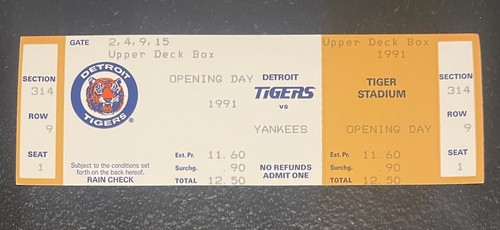 GATE 2,4,9,15
Upper Deck Box
SECTION
314
ROW
9
SEAT
1
DETROIT
TIGERS
®
Subject to the conditions set
forth on the back hereof.
RAIN CHECK
OPENING DAY
1991
DETROIT
TIGERS
vs
YANKEES
Est. Pr. 11.60
Surchg. .90
TOTAL 12.50
NO REFUNDS
ADMIT ONE
Upper Deck Box
1991
TIGER
STADIUM
OPENING DAY
Est. Pr. 11.60
Surchg. .90
TOTAL 12.50
SECTION
314
ROW
9
SEAT
1